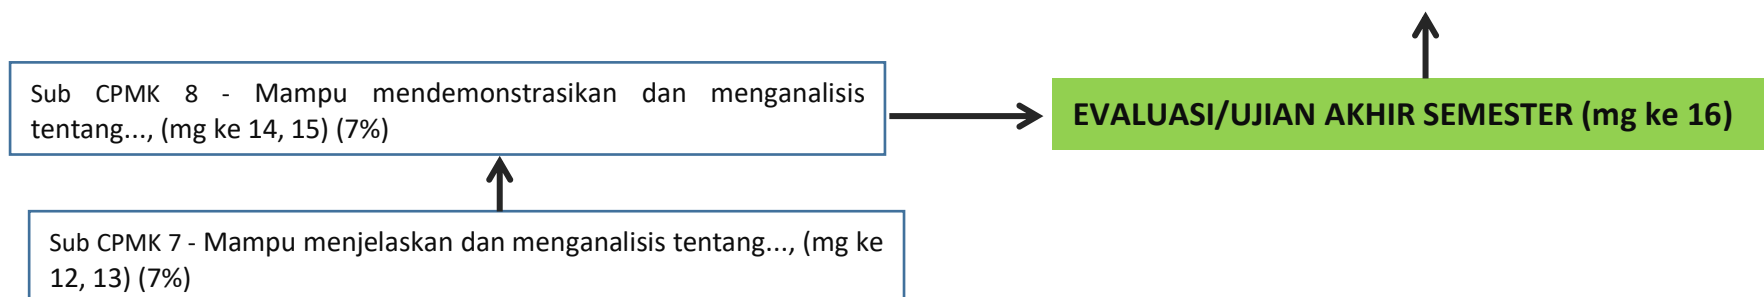 Sub CPMK 8 - Mampu mendemonstrasikan dan menganalisis
tentang..., (mg ke 14, 15) (7%)
EVALUASI/UJIAN AKHIR SEMESTER (mg ke 16)
Sub CPMK 7 - Mampu menjelaskan dan menganalisis tentang..., (mg ke
12, 13) (7%)